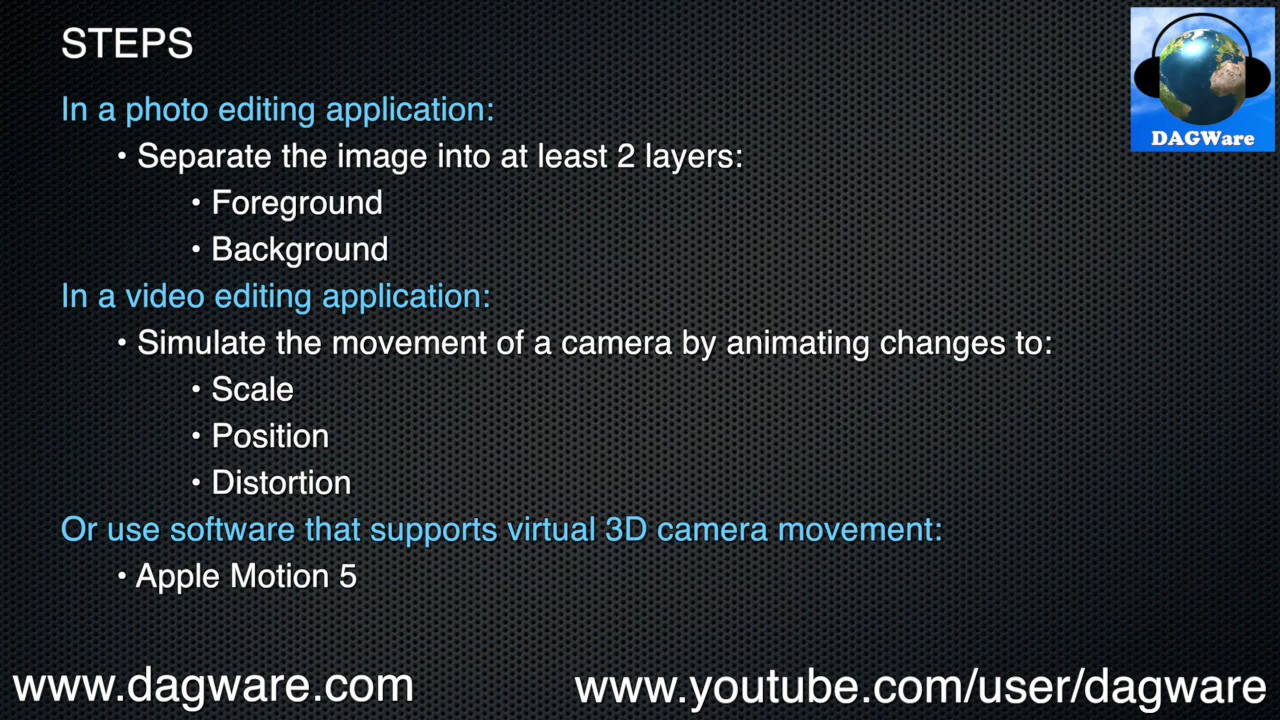 STEPS
DAGWare
In a photo editing application:
• Separate the image into at least 2 layers:
• Foreground
• Background
In a video editing application:
• Simulate the movement of a camera by animating changes to:
• Scale
• Position
• Distortion
Or use software that supports virtual 3D camera movement:
• Apple Motion 5
www.dagware.com
www.youtube.com/user/dagware